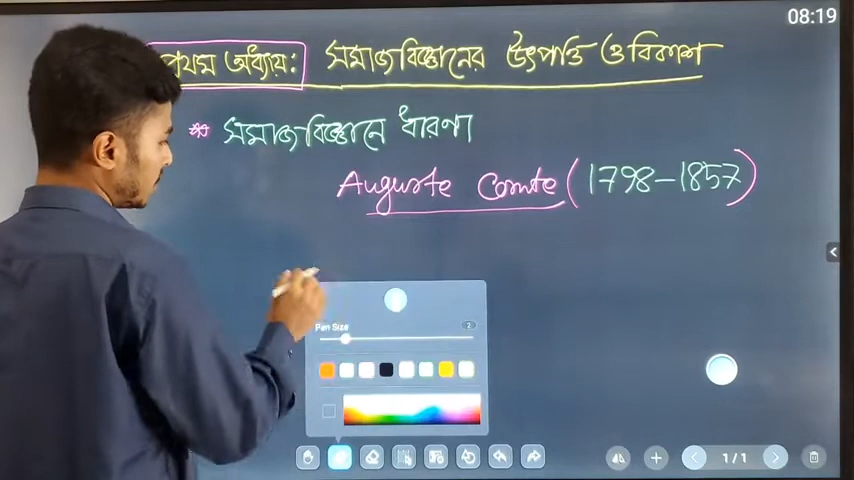 08:19
প্রথম অধ্যায়: সমাজবিজ্ঞানের উৎপত্তি ও বিকাশ
* সমাজবিজ্ঞানে ধারণা
Auguste Comte (1798-1857)
Pen Size 2
1/1